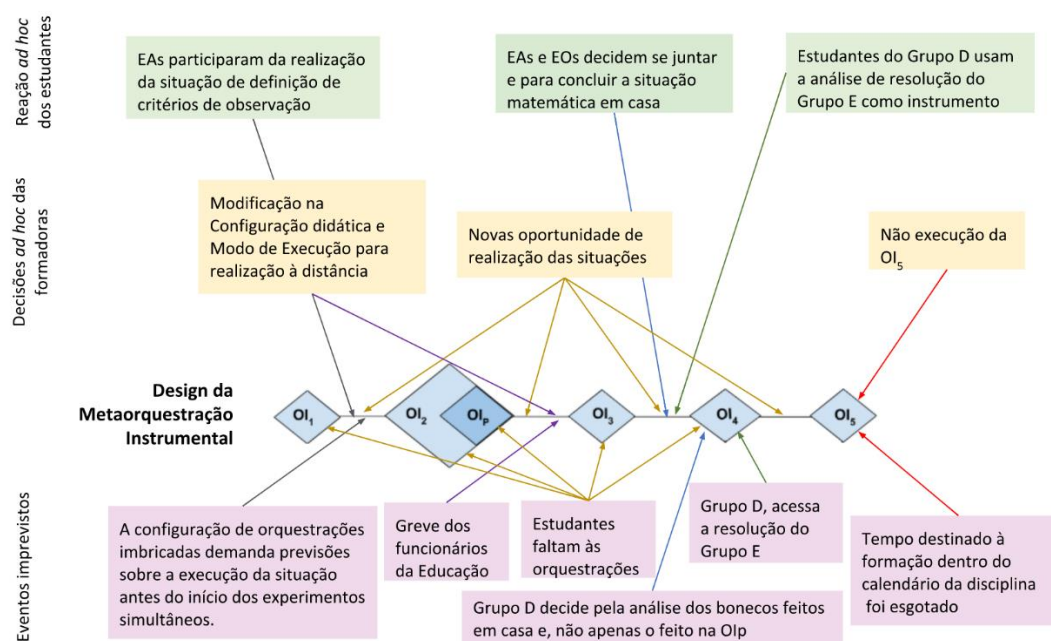 Reação ad hoc
dos estudantes
EAs participaram da realização
da situação de definição de
critérios de observação
EAs e EOs decidem se juntar
e para concluir a situação
matemática em casa
Estudantes do Grupo D usam
a análise de resolução do
Grupo E como instrumento
Decisões ad hoc das
formadoras
Modificação na
Configuração didática e
Modo de Execução para
realização à distância
Novas oportunidade de
realização das situações
Não execução da
OI5
Design da
Metaorquestração
Instrumental
OI1
OI2
OIP
OI3
OI4
OI5
Eventos imprevistos
A configuração de orquestrações
imbricadas demanda previsões
sobre a execução da situação
antes do início dos experimentos
simultâneos.
Greve dos
funcionários
da Educação
Estudantes
faltam às
orquestrações
Grupo D decide pela análise dos bonecos feitos
em casa e, não apenas o feito na OIp
Grupo D, acessa
a resolução do
Grupo E
Tempo destinado à
formação dentro do
calendário da disciplina
foi esgotado